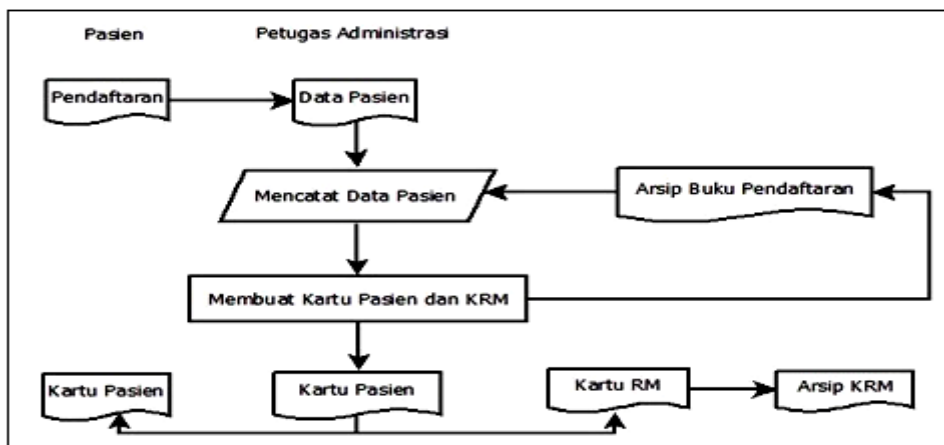 Pasien
Petugas Administrasi
Pendaftaran
Data Pasien
Mencatat Data Pasien
Arsip Buku Pendaftaran
Membuat Kartu Pasien dan KRM
Kartu Pasien
Kartu Pasien
Kartu RM
Arsip KRM